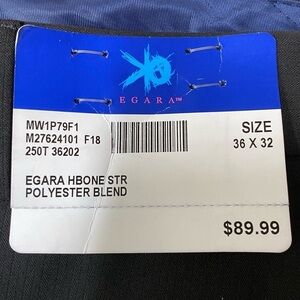 EGARA™
MW1P79F1
M27624101 F18
250T 36202
SIZE
36 X 32
EGARA HBONE STR
POLYESTER BLEND
$89.99